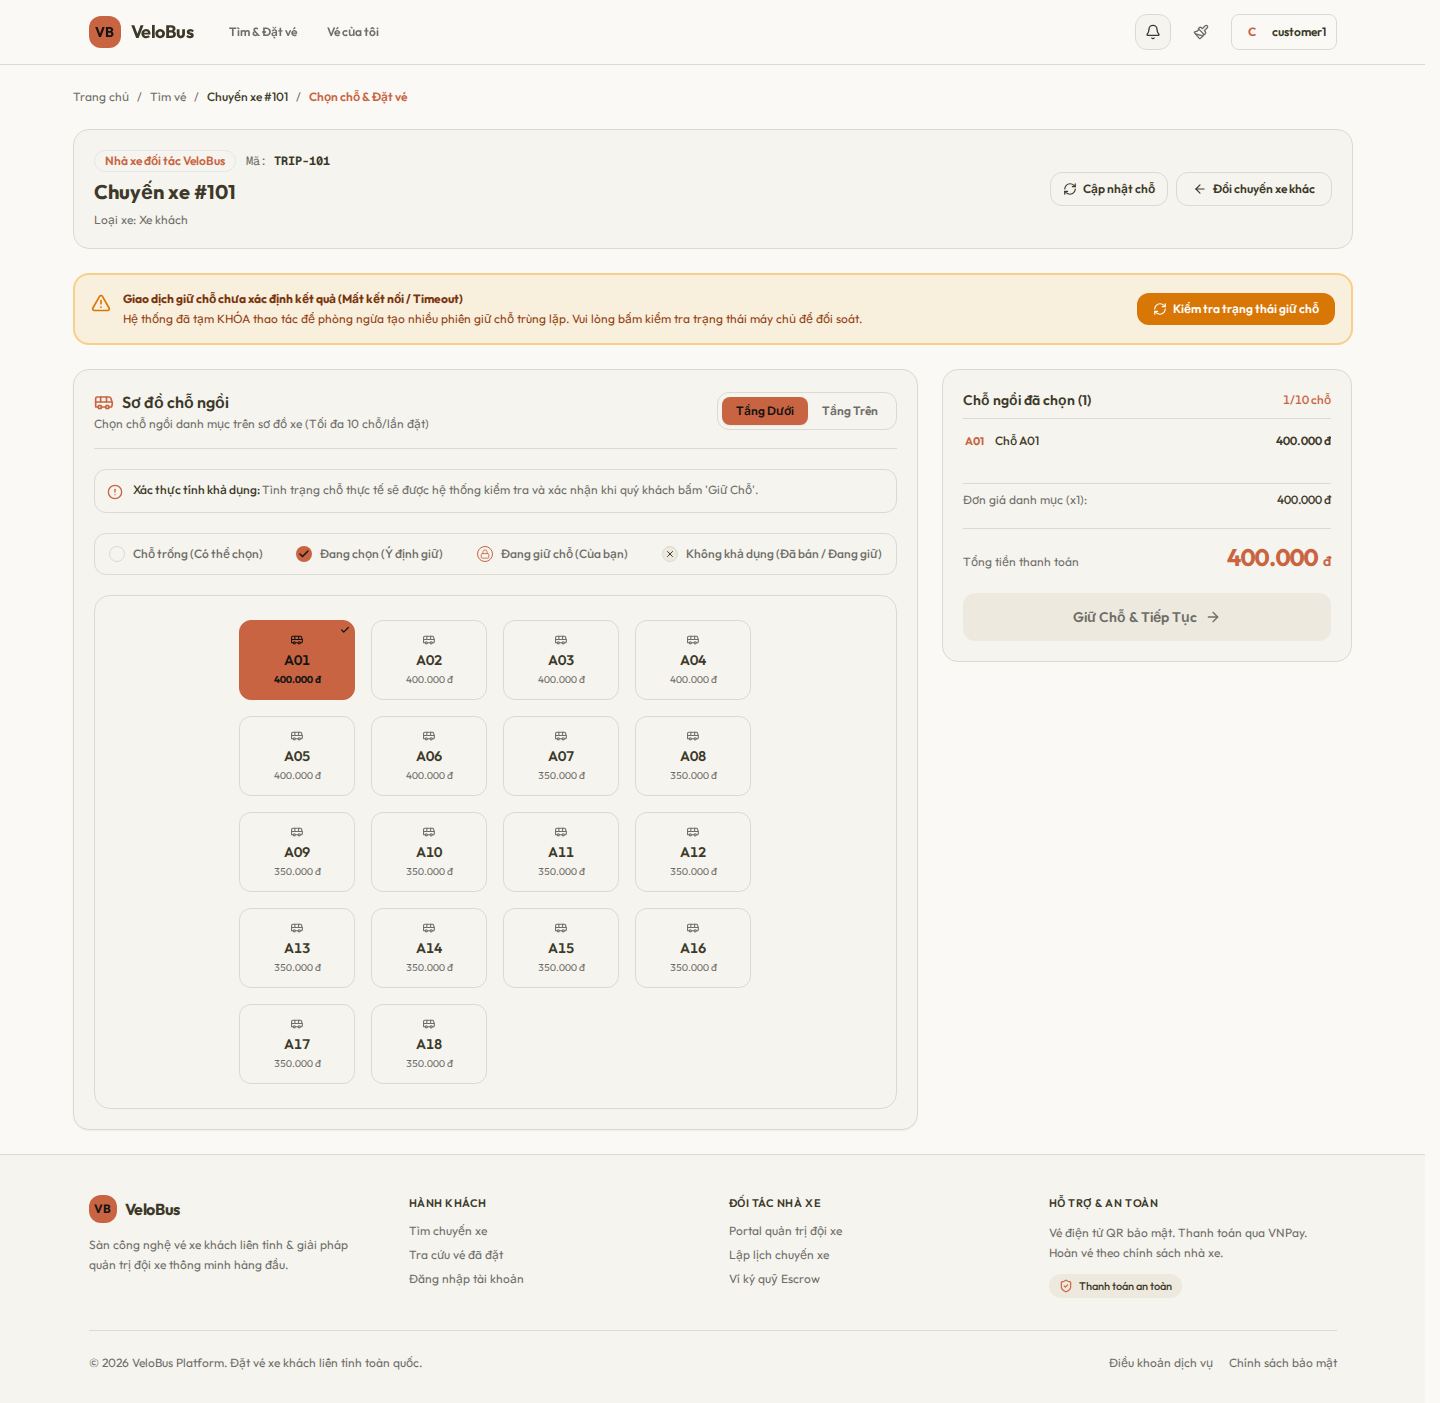 VB VeloBus Tìm & Đặt vé Vé của tôi C customer1
Trang chủ / Tìm vé / Chuyến xe #101 / Chọn chỗ & Đặt vé
Nhà xe đối tác VeloBus Mã: TRIP-101
Chuyến xe #101
Loại xe: Xe khách
Cập nhật chỗ
Đổi chuyến xe khác
Giao dịch giữ chỗ chưa xác định kết quả (Mất kết nối / Timeout)
Hệ thống đã tạm KHÓA thao tác để phòng ngừa tạo nhiều phiên giữ chỗ trùng lặp. Vui lòng bấm kiểm tra trạng thái máy chủ để đối soát.
Kiểm tra trạng thái giữ chỗ
Sơ đồ chỗ ngồi
Chọn chỗ ngồi danh mục trên sơ đồ xe (Tối đa 10 chỗ/lần đặt)
Tầng Dưới Tầng Trên
Xác thực tính khả dụng: Tình trạng chỗ thực tế sẽ được hệ thống kiểm tra và xác nhận khi quý khách bấm 'Giữ Chỗ'.
Chỗ trống (Có thể chọn) Đang chọn (Ý định giữ) Đang giữ chỗ (Của bạn) Không khả dụng (Đã bán / Đang giữ)
A01 A02 A03 A04
400.000 đ 400.000 đ 400.000 đ 400.000 đ
A05 A06 A07 A08
400.000 đ 400.000 đ 350.000 đ 350.000 đ
A09 A10 A11 A12
350.000 đ 350.000 đ 350.000 đ 350.000 đ
A13 A14 A15 A16
350.000 đ 350.000 đ 350.000 đ 350.000 đ
A17 A18
350.000 đ 350.000 đ
Chỗ ngồi đã chọn (1) 1/10 chỗ
A01 Chỗ A01 400.000 đ
Đơn giá danh mục (x1): 400.000 đ
Tổng tiền thanh toán 400.000 đ
Giữ Chỗ & Tiếp Tục
VB VeloBus
Sàn công nghệ vé xe khách liên tỉnh & giải pháp
quản trị đội xe thông minh hàng đầu.
HÀNH KHÁCH
Tìm chuyến xe
Tra cứu vé đã đặt
Đăng nhập tài khoản
ĐỐI TÁC NHÀ XE
Portal quản trị đội xe
Lập lịch chuyến xe
Ví ký quỹ Escrow
HỖ TRỢ & AN TOÀN
Vé điện tử QR bảo mật. Thanh toán qua VNPay.
Hoàn vé theo chính sách nhà xe.
Thanh toán an toàn
© 2026 VeloBus Platform. Đặt vé xe khách liên tỉnh toàn quốc.
Điều khoản dịch vụ Chính sách bảo mật